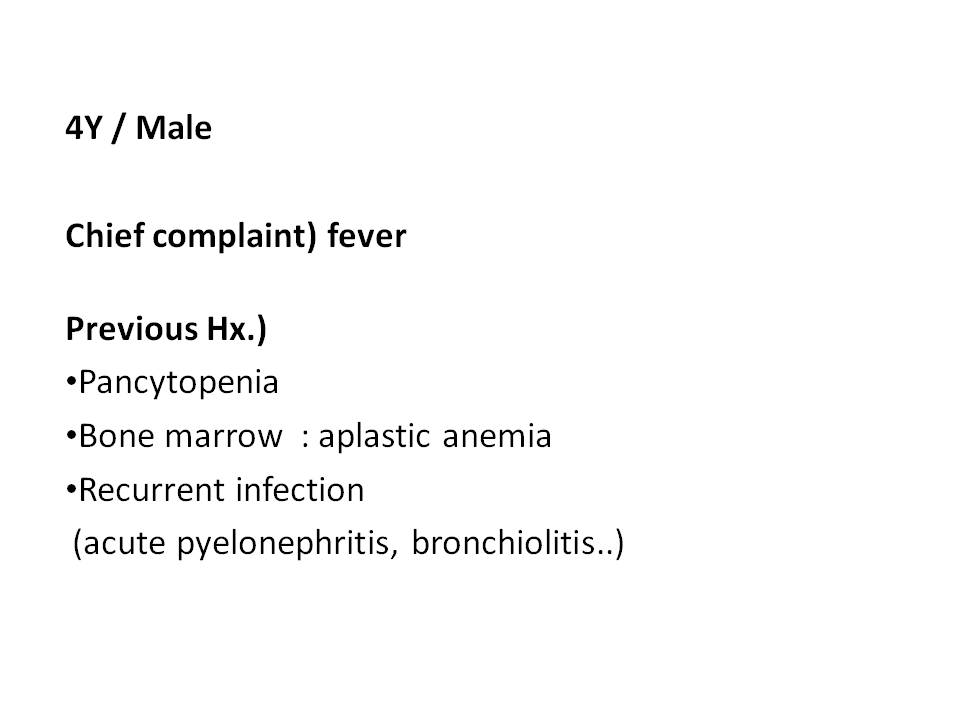 4Y / Male
Chief complaint) fever
Previous Hx.)
•Pancytopenia
•Bone marrow  : aplastic anemia
•Recurrent infection
(acute pyelonephritis, bronchiolitis..)